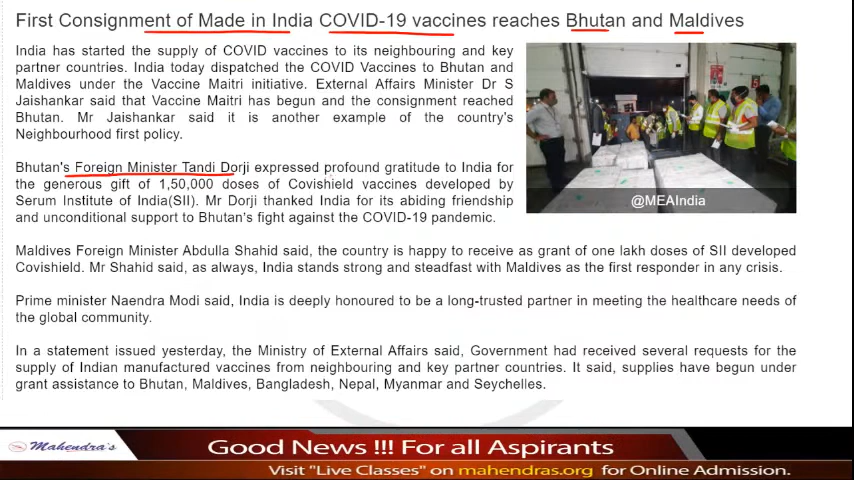 First Consignment of Made in India COVID-19 vaccines reaches Bhutan and Maldives
India has started the supply of COVID vaccines to its neighbouring and key
partner countries. India today dispatched the COVID Vaccines to Bhutan and
Maldives under the Vaccine Maitri initiative. External Affairs Minister Dr S
Jaishankar said that Vaccine Maitri has begun and the consignment reached
Bhutan. Mr Jaishankar said it is another example of the country's
Neighbourhood first policy.
Bhutan's Foreign Minister Tandi Dorji expressed profound gratitude to India for
the generous gift of 1,50,000 doses of Covishield vaccines developed by
Serum Institute of India(SII). Mr Dorji thanked India for its abiding friendship
and unconditional support to Bhutan's fight against the COVID-19 pandemic.
@MEAIndia
Maldives Foreign Minister Abdulla Shahid said, the country is happy to receive as grant of one lakh doses of SII developed
Covishield. Mr Shahid said, as always, India stands strong and steadfast with Maldives as the first responder in any crisis.
Prime minister Naendra Modi said, India is deeply honoured to be a long-trusted partner in meeting the healthcare needs of
the global community.
In a statement issued yesterday, the Ministry of External Affairs said, Government had received several requests for the
supply of Indian manufactured vaccines from neighbouring and key partner countries. It said, supplies have begun under
grant assistance to Bhutan, Maldives, Bangladesh, Nepal, Myanmar and Seychelles.
Mahendra's
Good News !!! For all Aspirants
Visit "Live Classes" on mahendras.org for Online Admission.